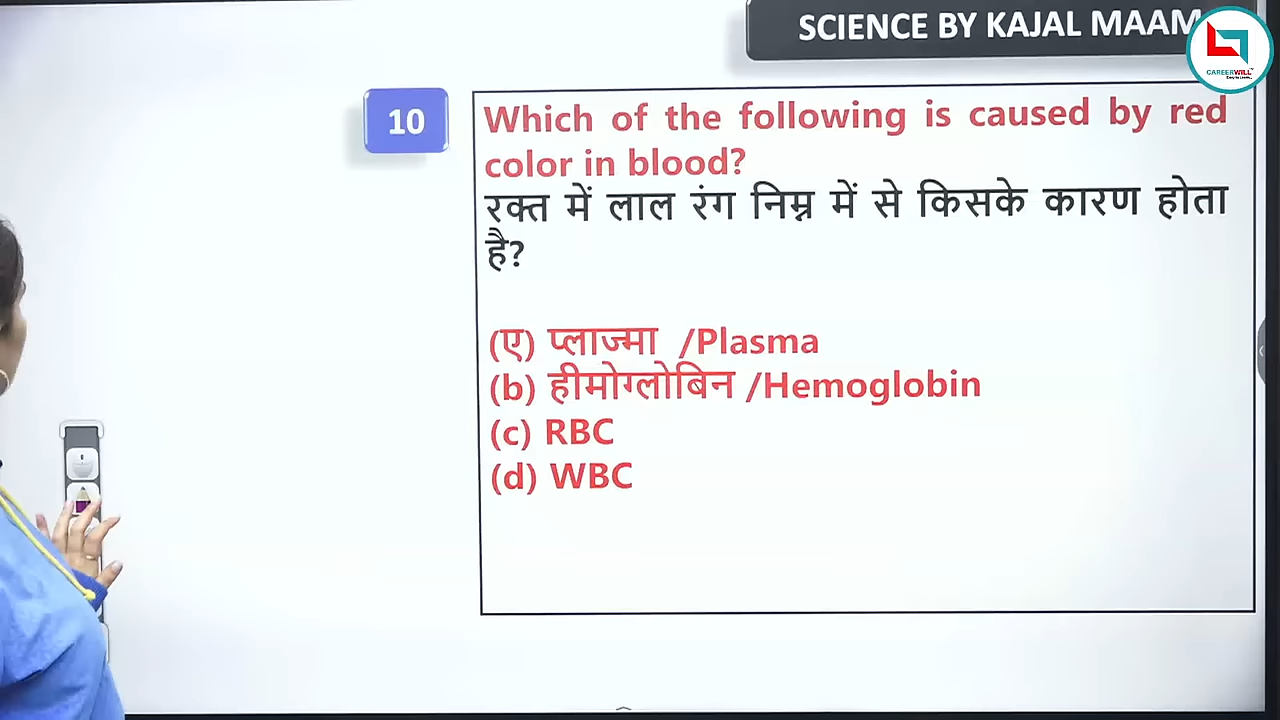 SCIENCE BY KAJAL MAAM
CAREERWILL
10
Which of the following is caused by red
color in blood?
रक्त में लाल रंग निम्न में से किसके कारण होता
है?
(ए) प्लाज्मा /Plasma
(b) हीमोग्लोबिन /Hemoglobin
(c) RBC
(d) WBC